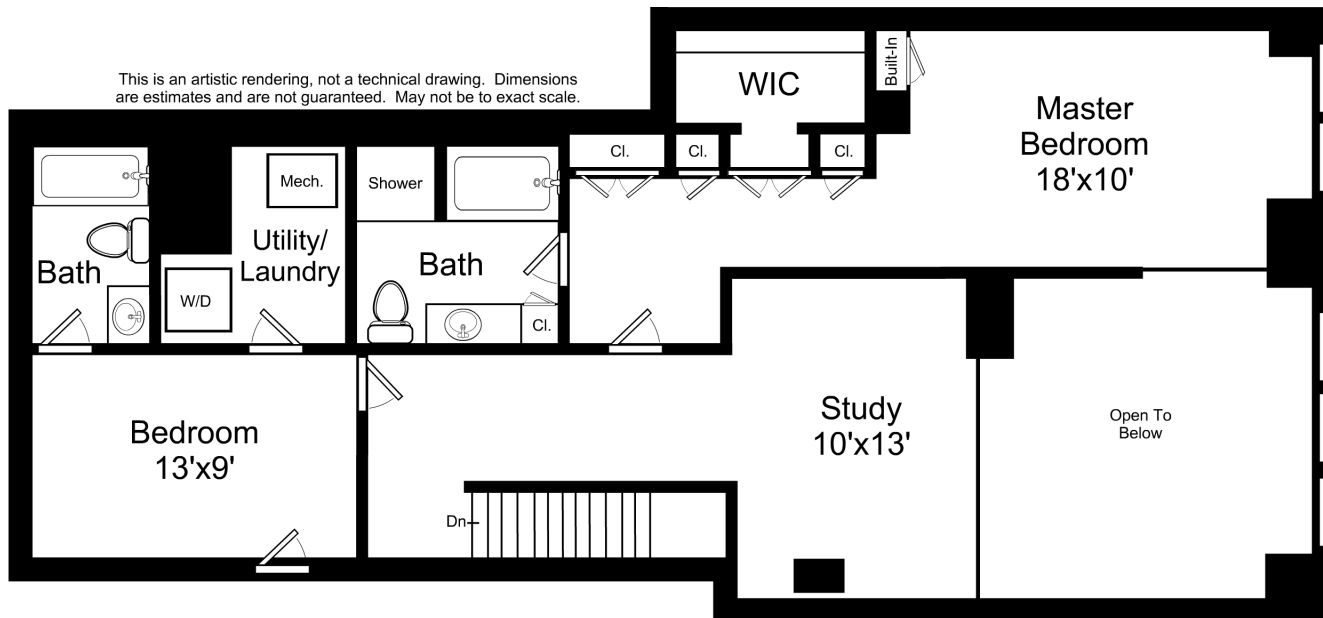 This is an artistic rendering, not a technical drawing.  Dimensions
are estimates and are not guaranteed.  May not be to exact scale.
WIC
Built-In
Master
Bedroom
18'x10'
Cl.
Cl.
Cl.
Mech.
Shower
Utility/
Laundry
Bath
Bath
W/D
Cl.
Bedroom
13'x9'
Study
10'x13'
Open To
Below
Dn